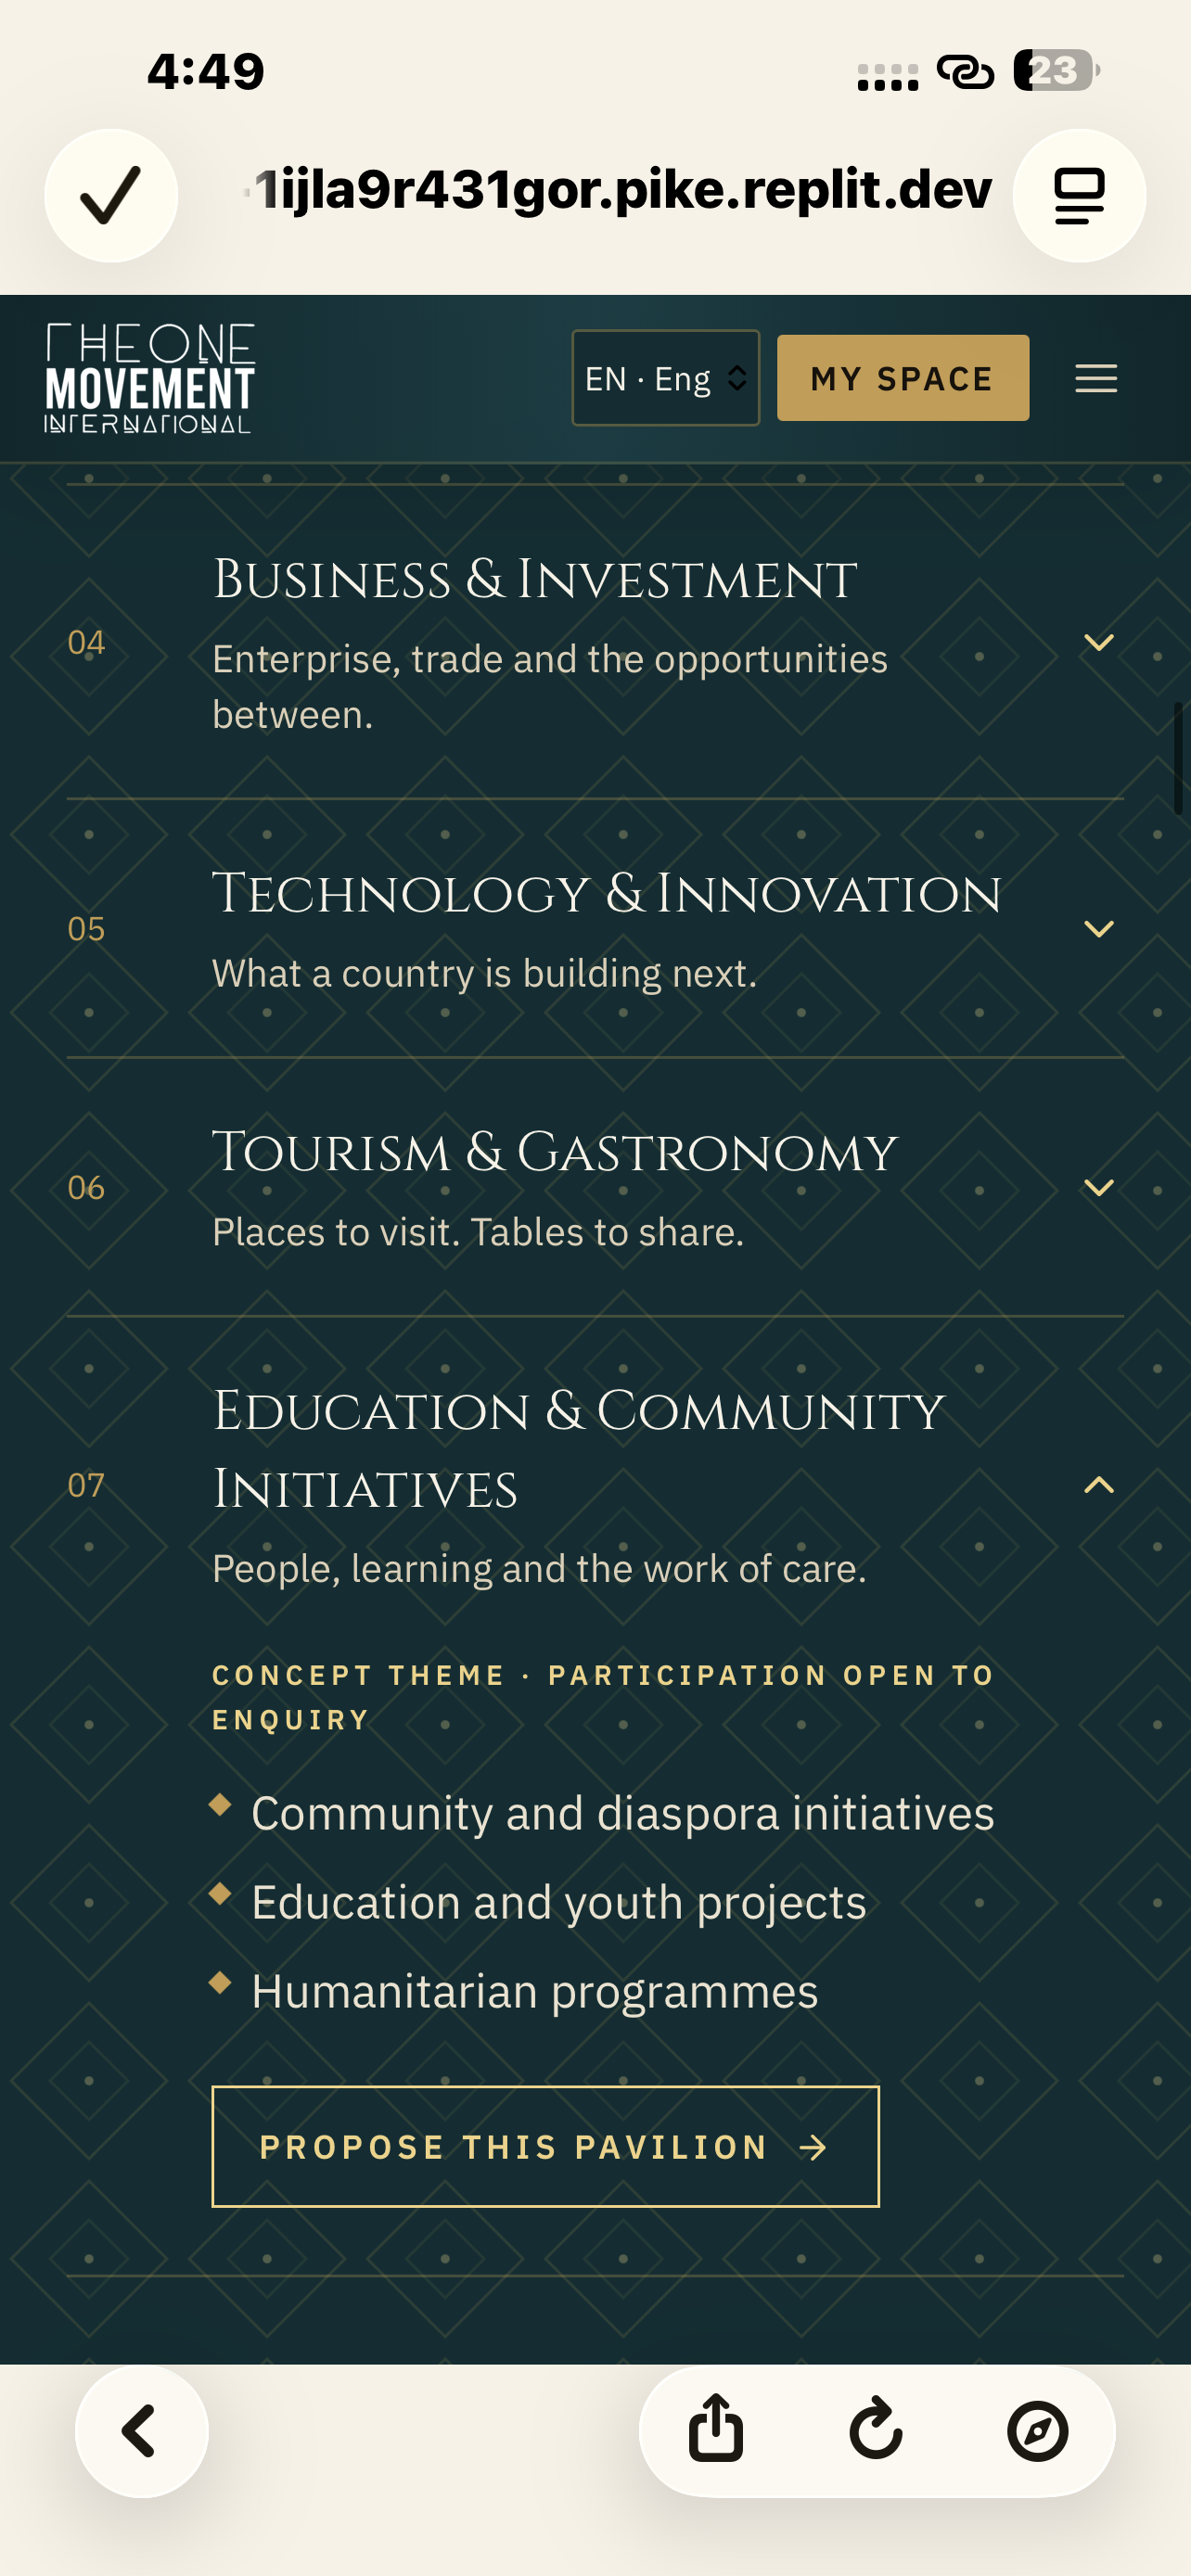 4:49
23
1ijla9r431gor.pike.replit.dev
THE ONE
MOVEMENT
INTERNATIONAL
EN · Eng
MY SPACE
BUSINESS & INVESTMENT
04
Enterprise, trade and the opportunities
between.
TECHNOLOGY & INNOVATION
05
What a country is building next.
TOURISM & GASTRONOMY
06
Places to visit. Tables to share.
EDUCATION & COMMUNITY
INITIATIVES
07
People, learning and the work of care.
CONCEPT THEME · PARTICIPATION OPEN TO
ENQUIRY
Community and diaspora initiatives
Education and youth projects
Humanitarian programmes
PROPOSE THIS PAVILION →